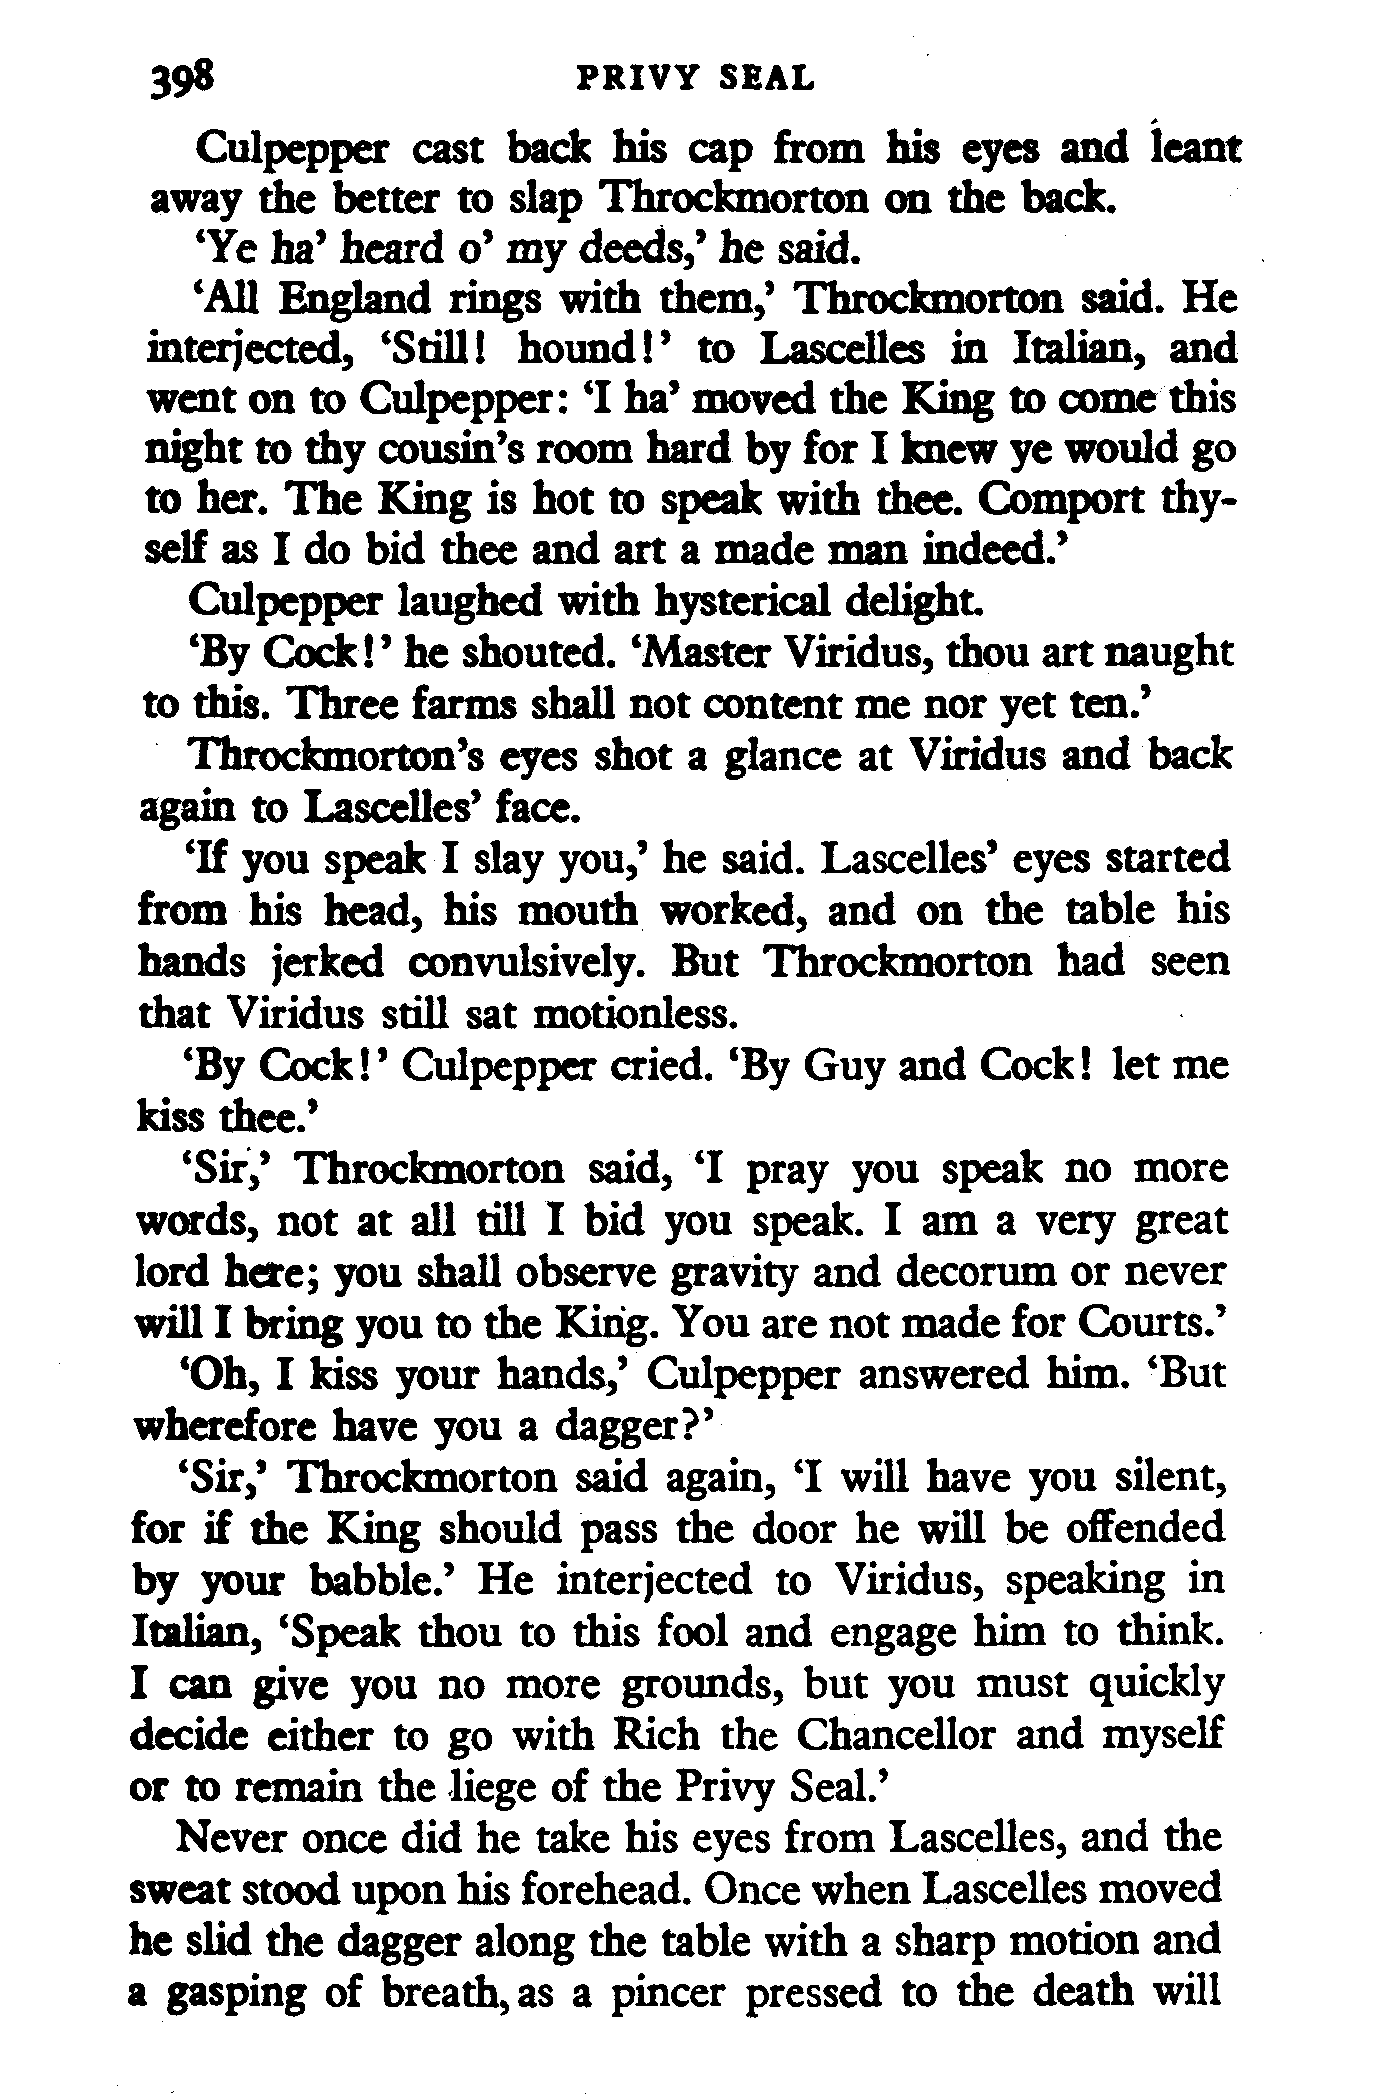 398 PRIVY SEAL
Culpepper cast back his cap from his eyes and leant
away the better to slap Throckmorton on the back.
‘Ye ha’ heard o’ my deeds,’ he said.
‘All England rings with them,’ Throckmorton said. He
interjected, ‘Still! hound!’ to Lascelles in Italian, and
went on to Culpepper: ‘I ha’ moved the King to come this
night to thy cousin’s room hard by for I knew ye would go
to her. The King is hot to speak with thee. Comport thy-
self as I do bid thee and art a made man indeed.’
Culpepper laughed with hysterical delight.
‘By Cock!’ he shouted. ‘Master Viridus, thou art naught
to this. Three farms shall not content me nor yet ten.’
Throckmorton’s eyes shot a glance at Viridus and back
again to Lascelles’ face.
‘If you speak I slay you,’ he said. Lascelles’ eyes started
from his head, his mouth worked, and on the table his
hands jerked convulsively. But Throckmorton had seen
that Viridus still sat motionless.
‘By Cock!’ Culpepper cried. ‘By Guy and Cock! let me
kiss thee.’
‘Sir,’ Throckmorton said, ‘I pray you speak no more
words, not at all till I bid you speak. I am a very great
lord here; you shall observe gravity and decorum or never
will I bring you to the King. You are not made for Courts.’
‘Oh, I kiss your hands,’ Culpepper answered him. ‘But
wherefore have you a dagger?’
‘Sir,’ Throckmorton said again, ‘I will have you silent,
for if the King should pass the door he will be offended
by your babble.’ He interjected to Viridus, speaking in
Italian, ‘Speak thou to this fool and engage him to think.
I can give you no more grounds, but you must quickly
decide either to go with Rich the Chancellor and myself
or to remain the liege of the Privy Seal.’
Never once did he take his eyes from Lascelles, and the
sweat stood upon his forehead. Once when Lascelles moved
he slid the dagger along the table with a sharp motion and
a gasping of breath, as a pincer pressed to the death will